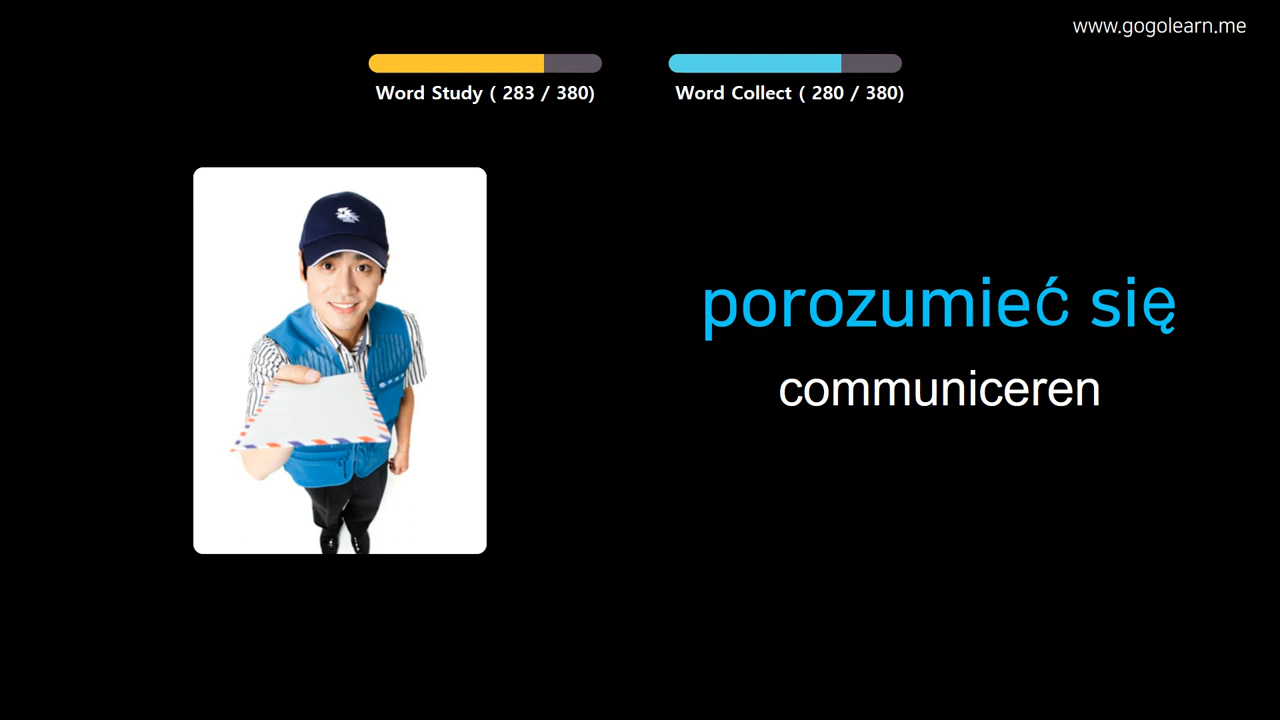 www.gogolearn.me
Word Study ( 283 / 380)
Word Collect ( 280 / 380)
porozumieć się
communiceren